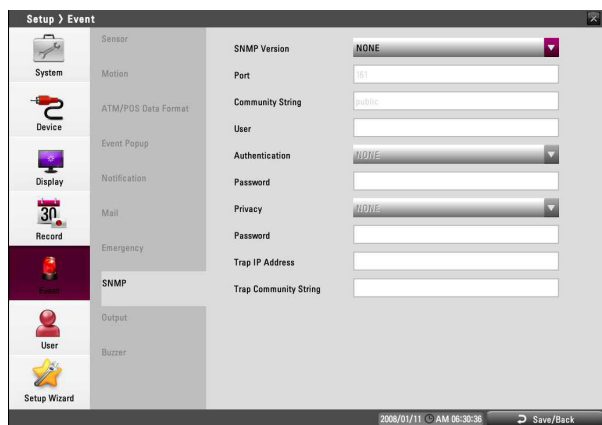 Setup > Event
System
Device
Display
30
Record
Event
User
Setup Wizard
Sensor
Motion
ATM/POS Data Format
Event Popup
Notification
Mail
Emergency
SNMP
Output
Buzzer
SNMP Version NONE
Port 161
Community String public
User
Authentication NONE
Password
Privacy NONE
Password
Trap IP Address
Trap Community String
2008/01/11 AM 06:30:36 Save/Back